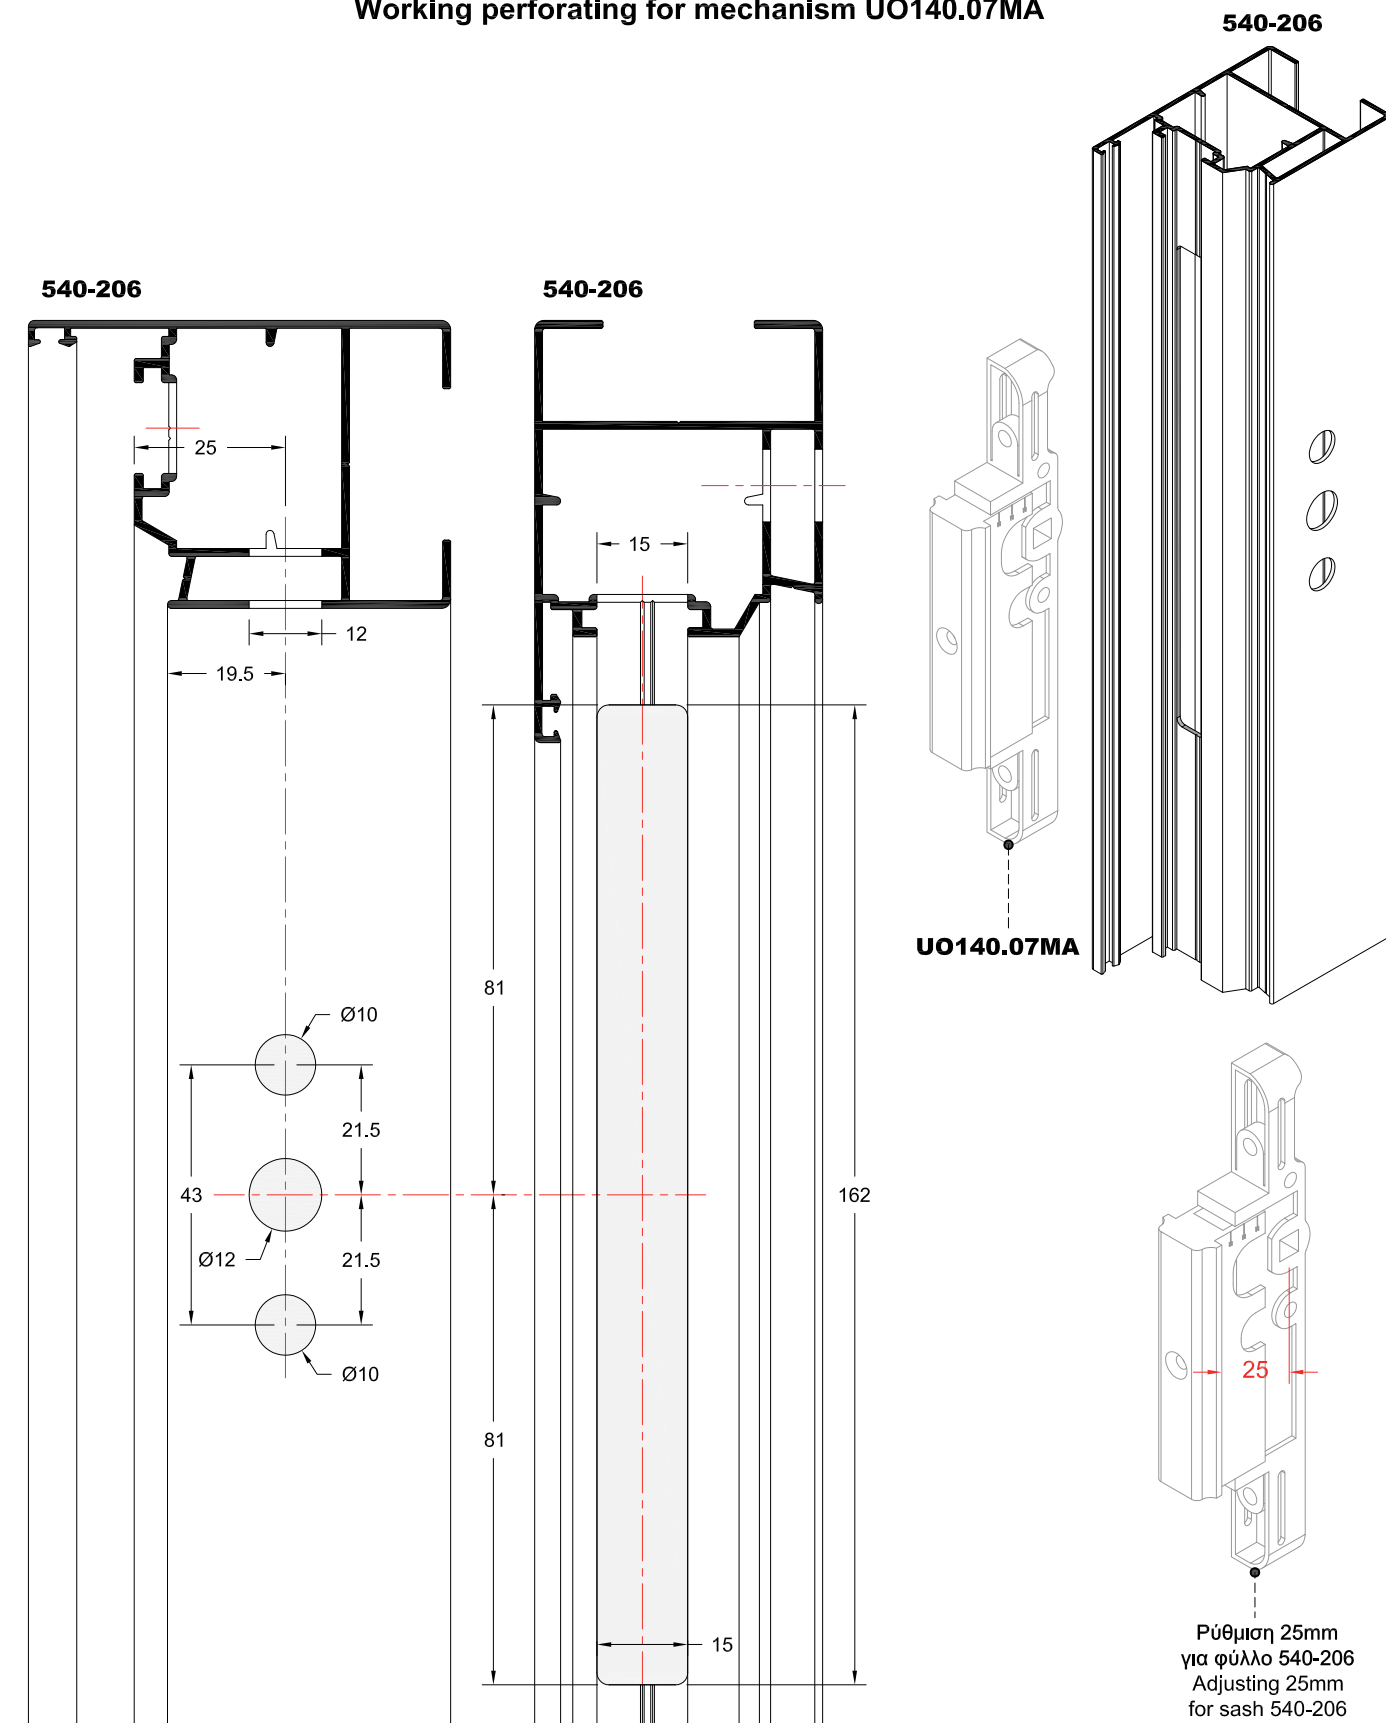 Working perforating for mechanism UO140.07MA
540-206
540-206
540-206
25
15
12
19.5
UO140.07MA
81
Ø10
21.5
43
162
Ø12
21.5
Ø10
25
81
15
Ρύθμιση 25mm
για φύλλο 540-206
Adjusting 25mm
for sash 540-206